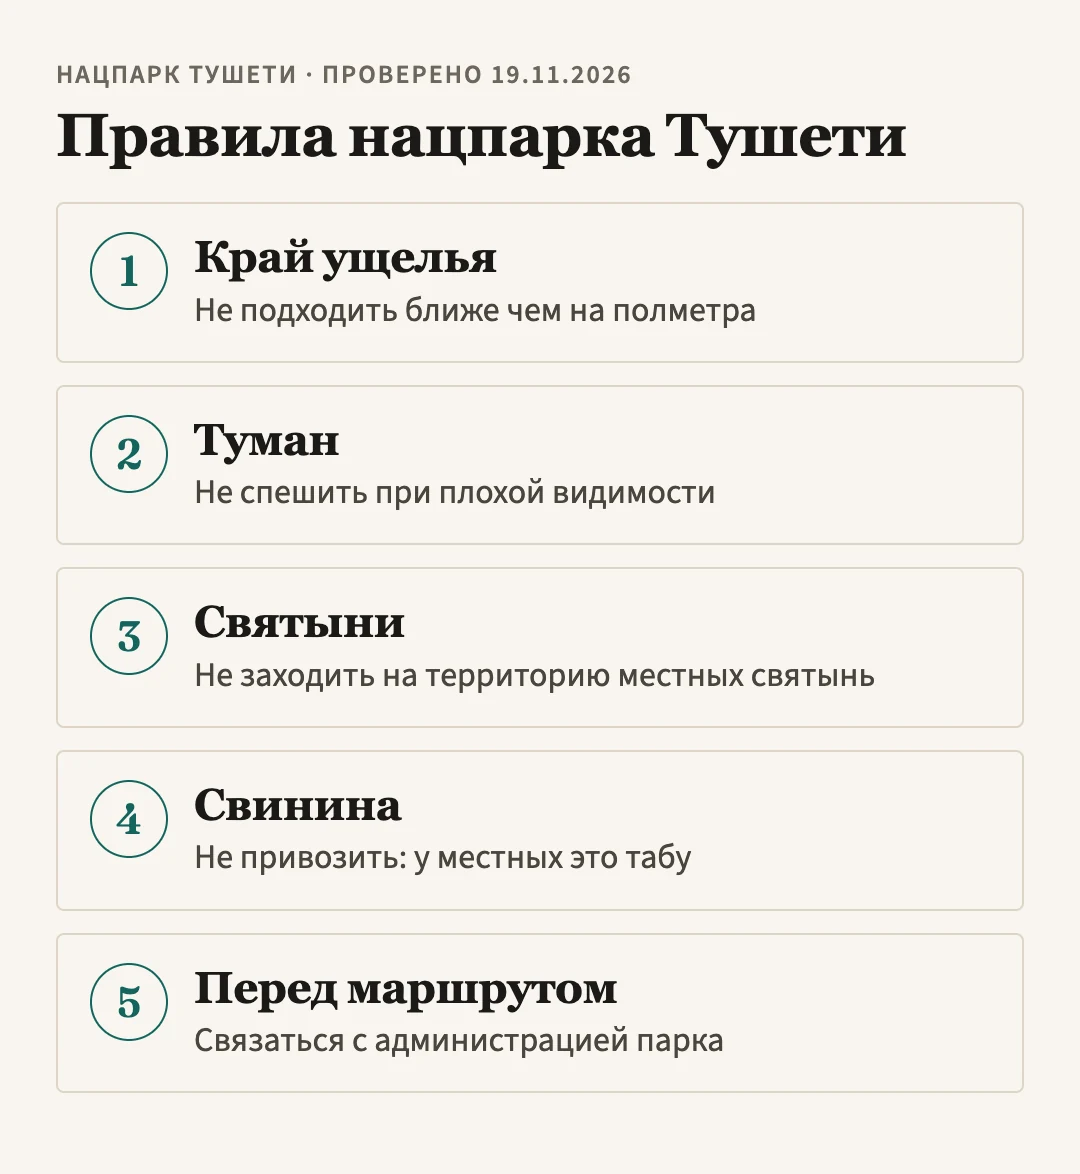 НАЦПАРК ТУШЕТИ · ПРОВЕРЕНО 19.11.2026
Правила нацпарка Тушети
1
Край ущелья
Не подходить ближе чем на полметра
2
Туман
Не спешить при плохой видимости
3
Святыни
Не заходить на территорию местных святынь
4
Свинина
Не привозить: у местных это табу
5
Перед маршрутом
Связаться с администрацией парка